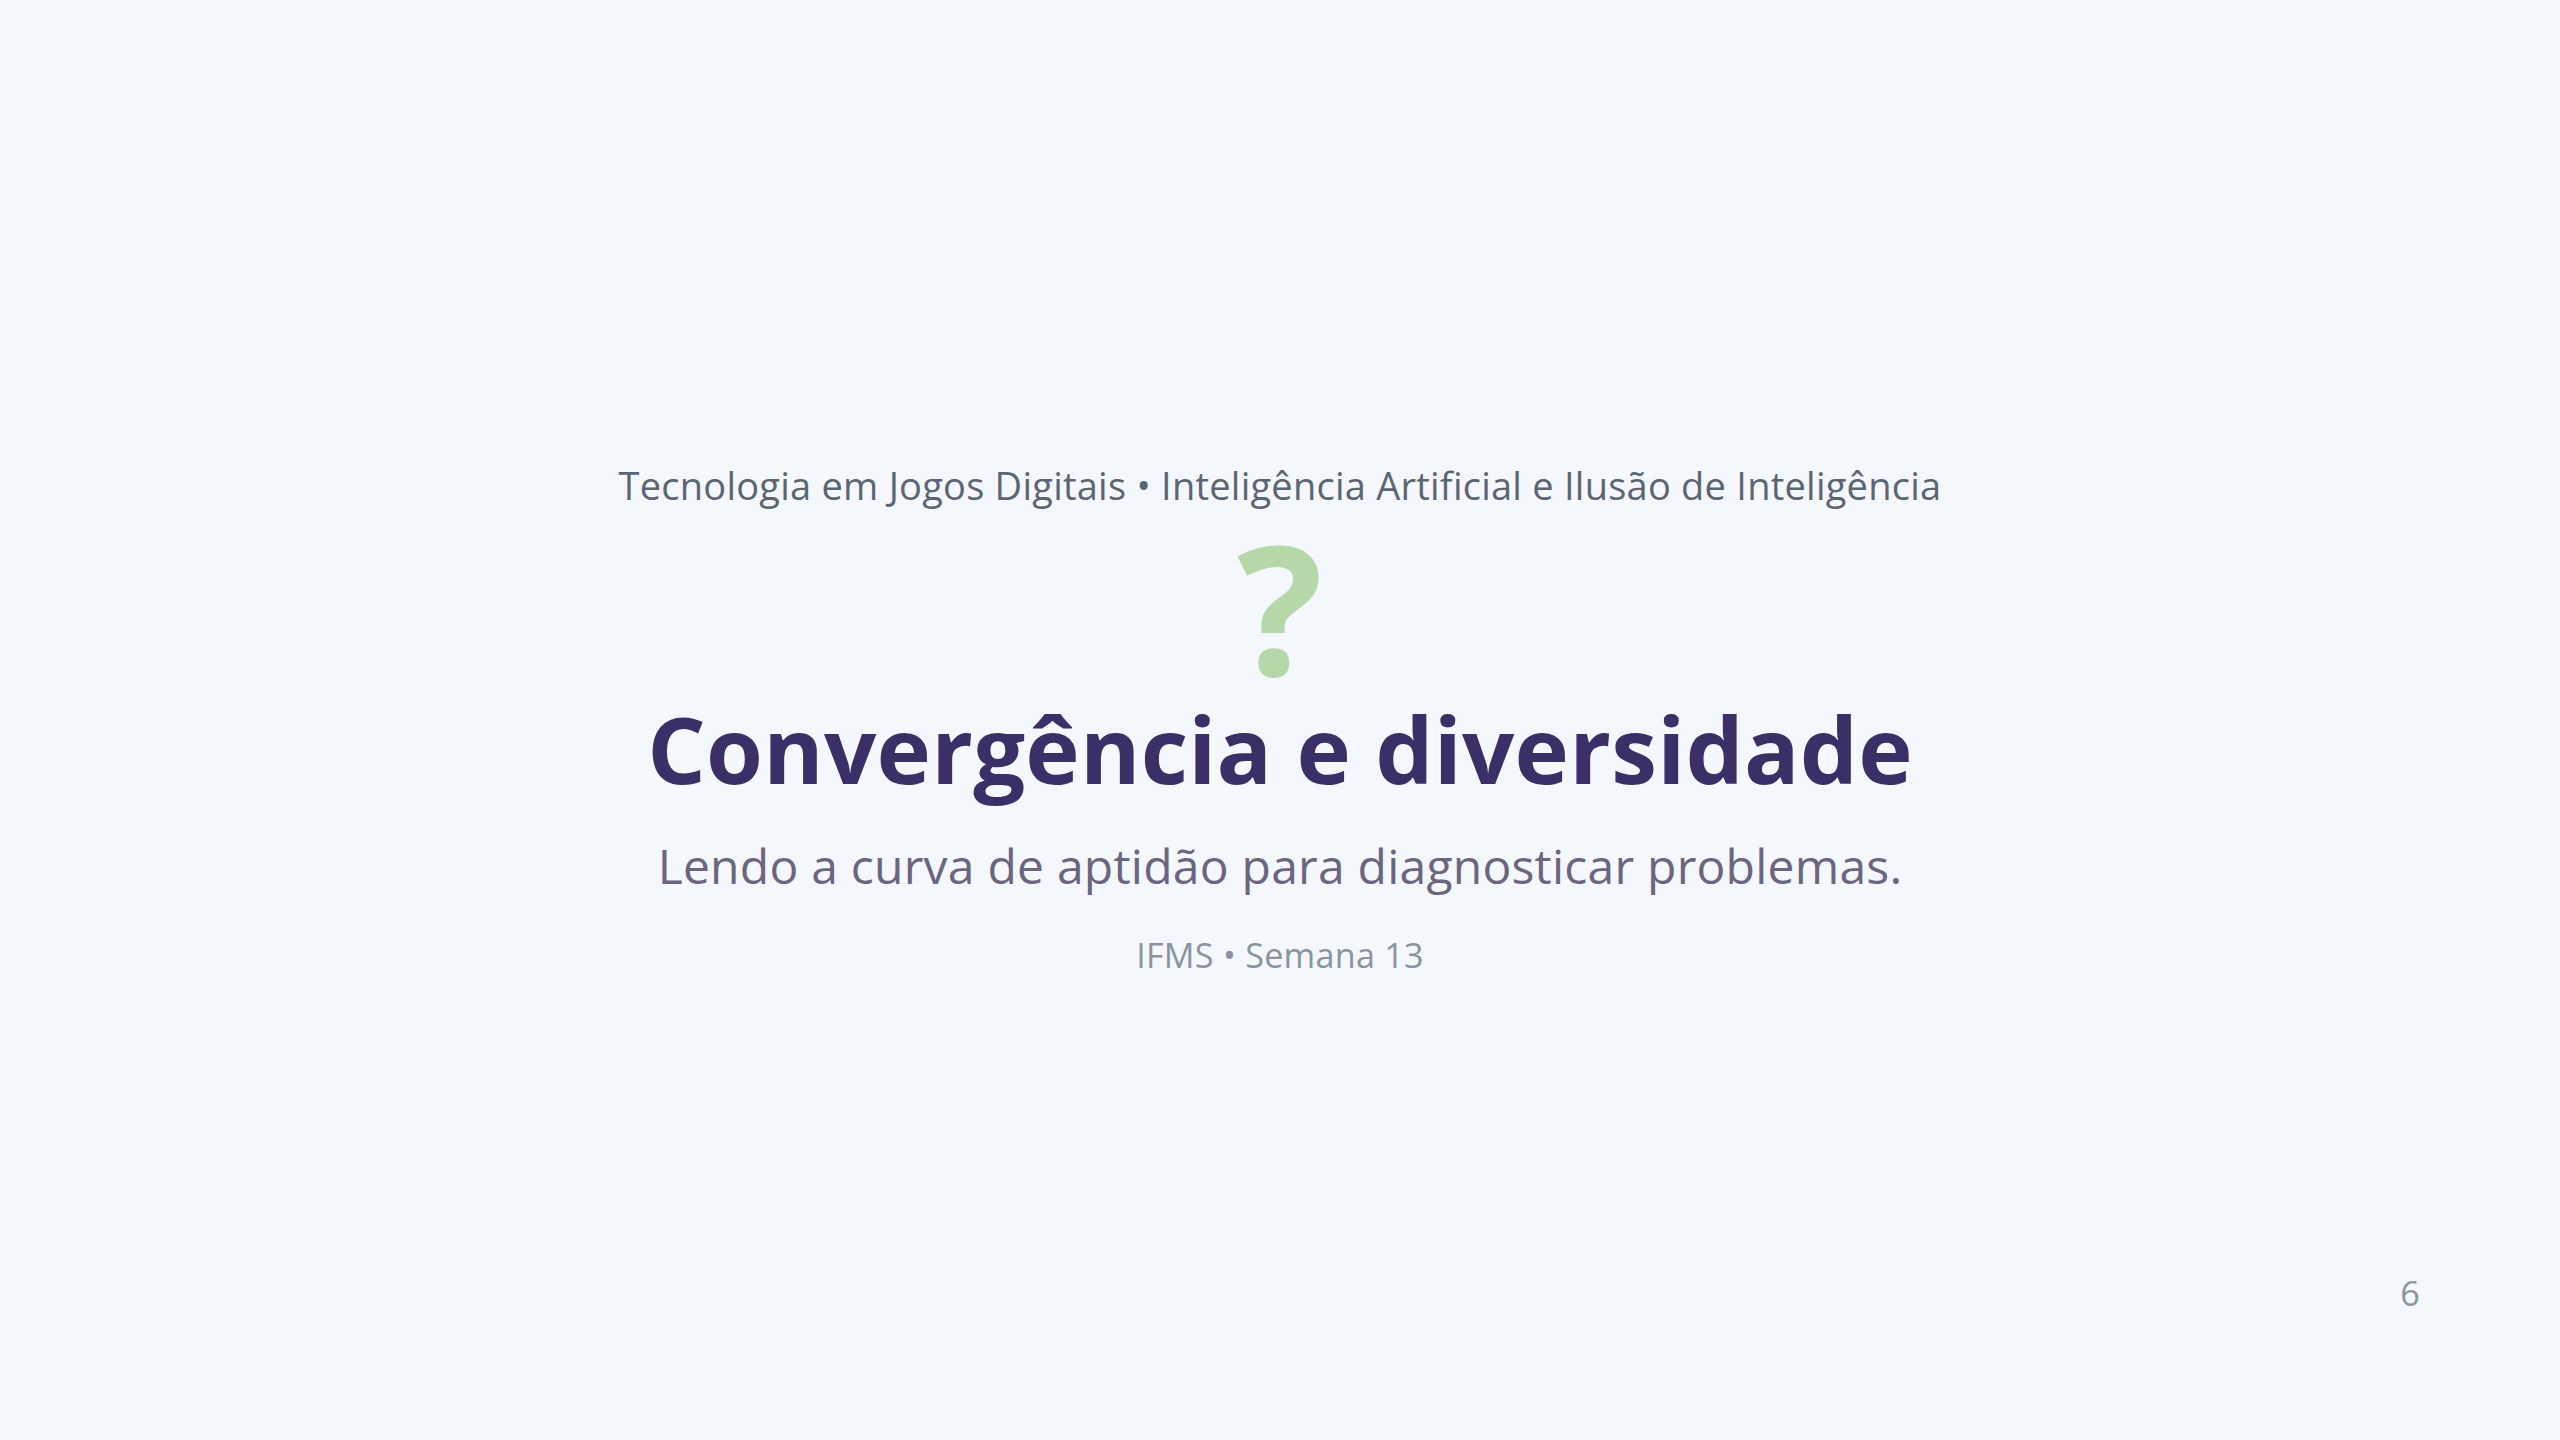 Tecnologia em Jogos Digitais • Inteligência Artificial e Ilusão de Inteligência
?
Convergência e diversidade
Lendo a curva de aptidão para diagnosticar problemas.
IFMS • Semana 13
6